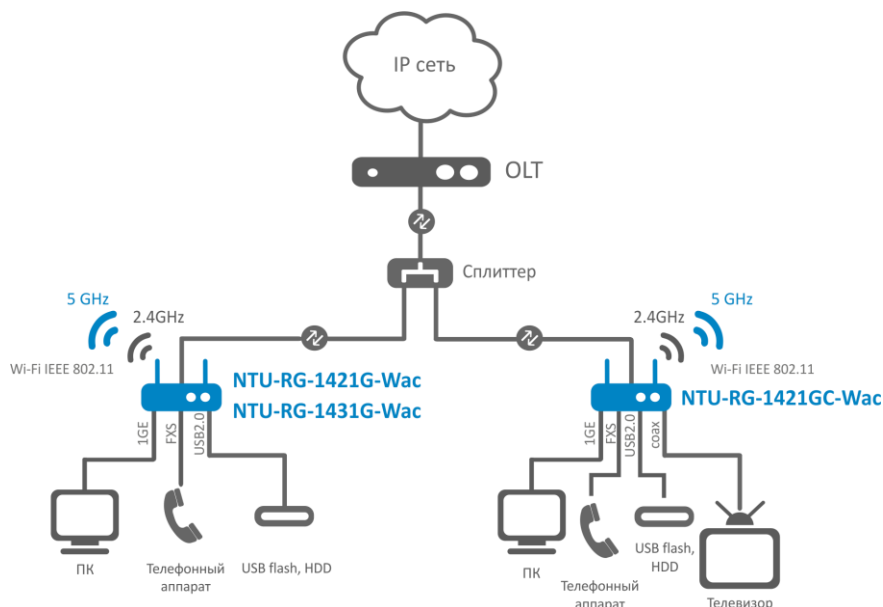 IP сеть
OLT
Сплиттер
5 GHz
2.4GHz
Wi-Fi IEEE 802.11
NTU-RG-1421G-Wac
NTU-RG-1431G-Wac
1GE
FXS
USB2.0
ПК
Телефонный
аппарат
USB flash, HDD
5 GHz
2.4GHz
Wi-Fi IEEE 802.11
NTU-RG-1421GC-Wac
1GE
FXS
USB2.0
coax
ПК
Телефонный
аппарат
USB flash,
HDD
Телевизор